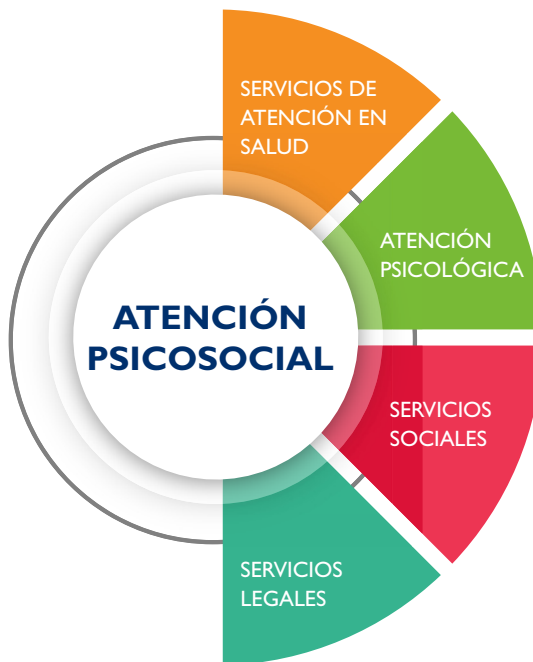 SERVICIOS DE
ATENCIÓN EN
SALUD
ATENCIÓN
PSICOLÓGICA
ATENCIÓN
PSICOSOCIAL
SERVICIOS
SOCIALES
SERVICIOS
LEGALES